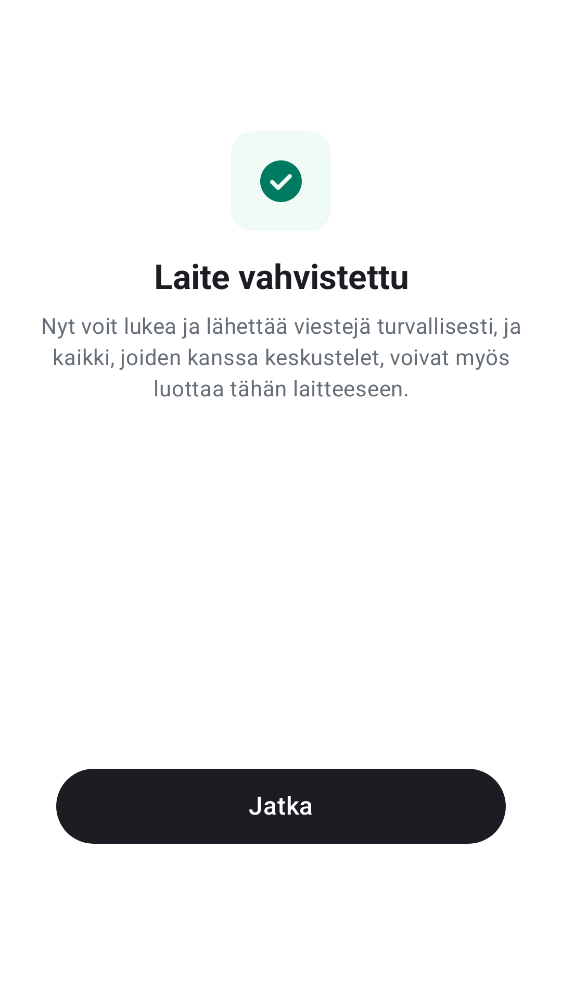 Laite vahvistettu
Nyt voit lukea ja lähettää viestejä turvallisesti, ja
kaikki, joiden kanssa keskustelet, voivat myös
luottaa tähän laitteeseen.
Jatka